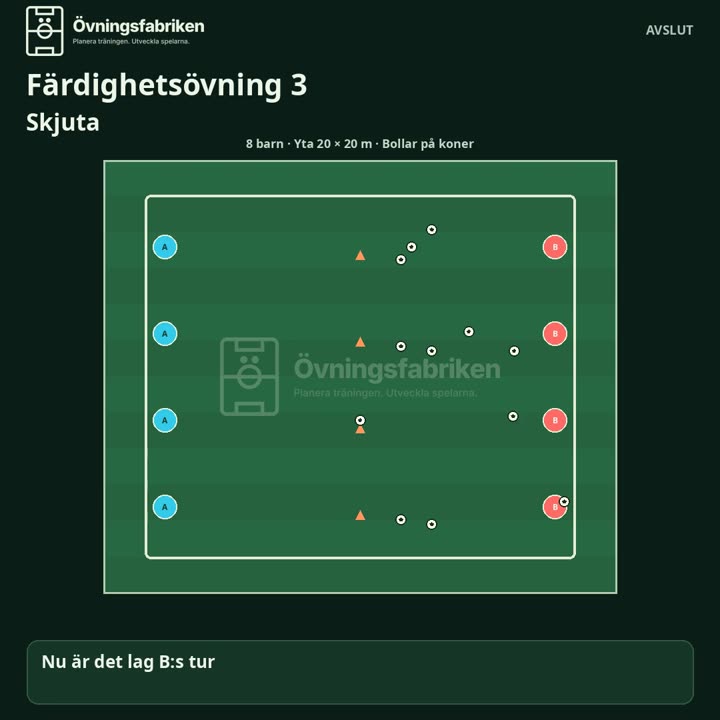 Övningsfabriken
Planera träningen. Utveckla spelarna.
AVSLUT
Färdighetsövning 3
Skjuta
8 barn · Yta 20 × 20 m · Bollar på koner
A
B
A
B
Övningsfabriken
Planera träningen. Utveckla spelarna.
A
B
A
B
Nu är det lag B:s tur